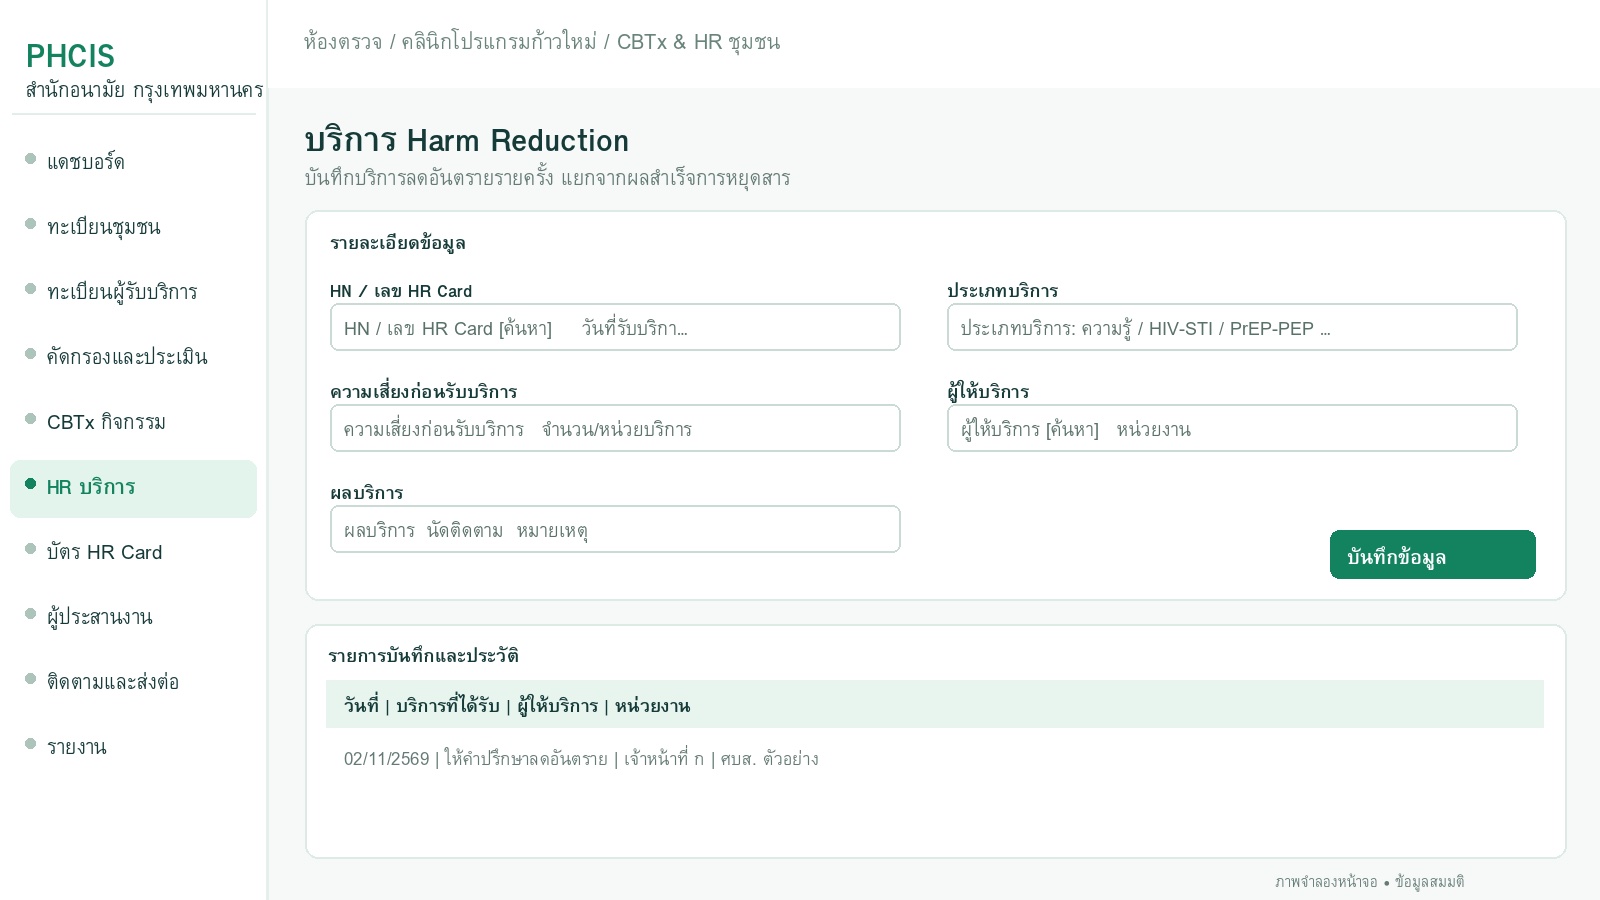 PHCIS
สำนักอนามัย กรุงเทพมหานคร
แดชบอร์ด
ทะเบียนชุมชน
ทะเบียนผู้รับบริการ
คัดกรองและประเมิน
CBTx กิจกรรม
HR บริการ
บัตร HR Card
ผู้ประสานงาน
ติดตามและส่งต่อ
รายงาน
ห้องตรวจ / คลินิกโปรแกรมก้าวใหม่ / CBTx & HR ชุมชน
บริการ Harm Reduction
บันทึกบริการลดอันตรายรายครั้ง แยกจากผลสำเร็จการหยุดสาร
รายละเอียดข้อมูล
HN / เลข HR Card
HN / เลข HR Card [ค้นหา] วันที่รับบริกา...
ประเภทบริการ
ประเภทบริการ: ความรู้ / HIV-STI / PrEP-PEP ...
ความเสี่ยงก่อนรับบริการ
ความเสี่ยงก่อนรับบริการ จำนวน/หน่วยบริการ
ผู้ให้บริการ
ผู้ให้บริการ [ค้นหา] หน่วยงาน
ผลบริการ
ผลบริการ นัดติดตาม หมายเหตุ
บันทึกข้อมูล
รายการบันทึกและประวัติ
วันที่ | บริการที่ได้รับ | ผู้ให้บริการ | หน่วยงาน
02/11/2569 | ให้คำปรึกษาลดอันตราย | เจ้าหน้าที่ ก | ศบส. ตัวอย่าง
ภาพจำลองหน้าจอ • ข้อมูลสมมติ